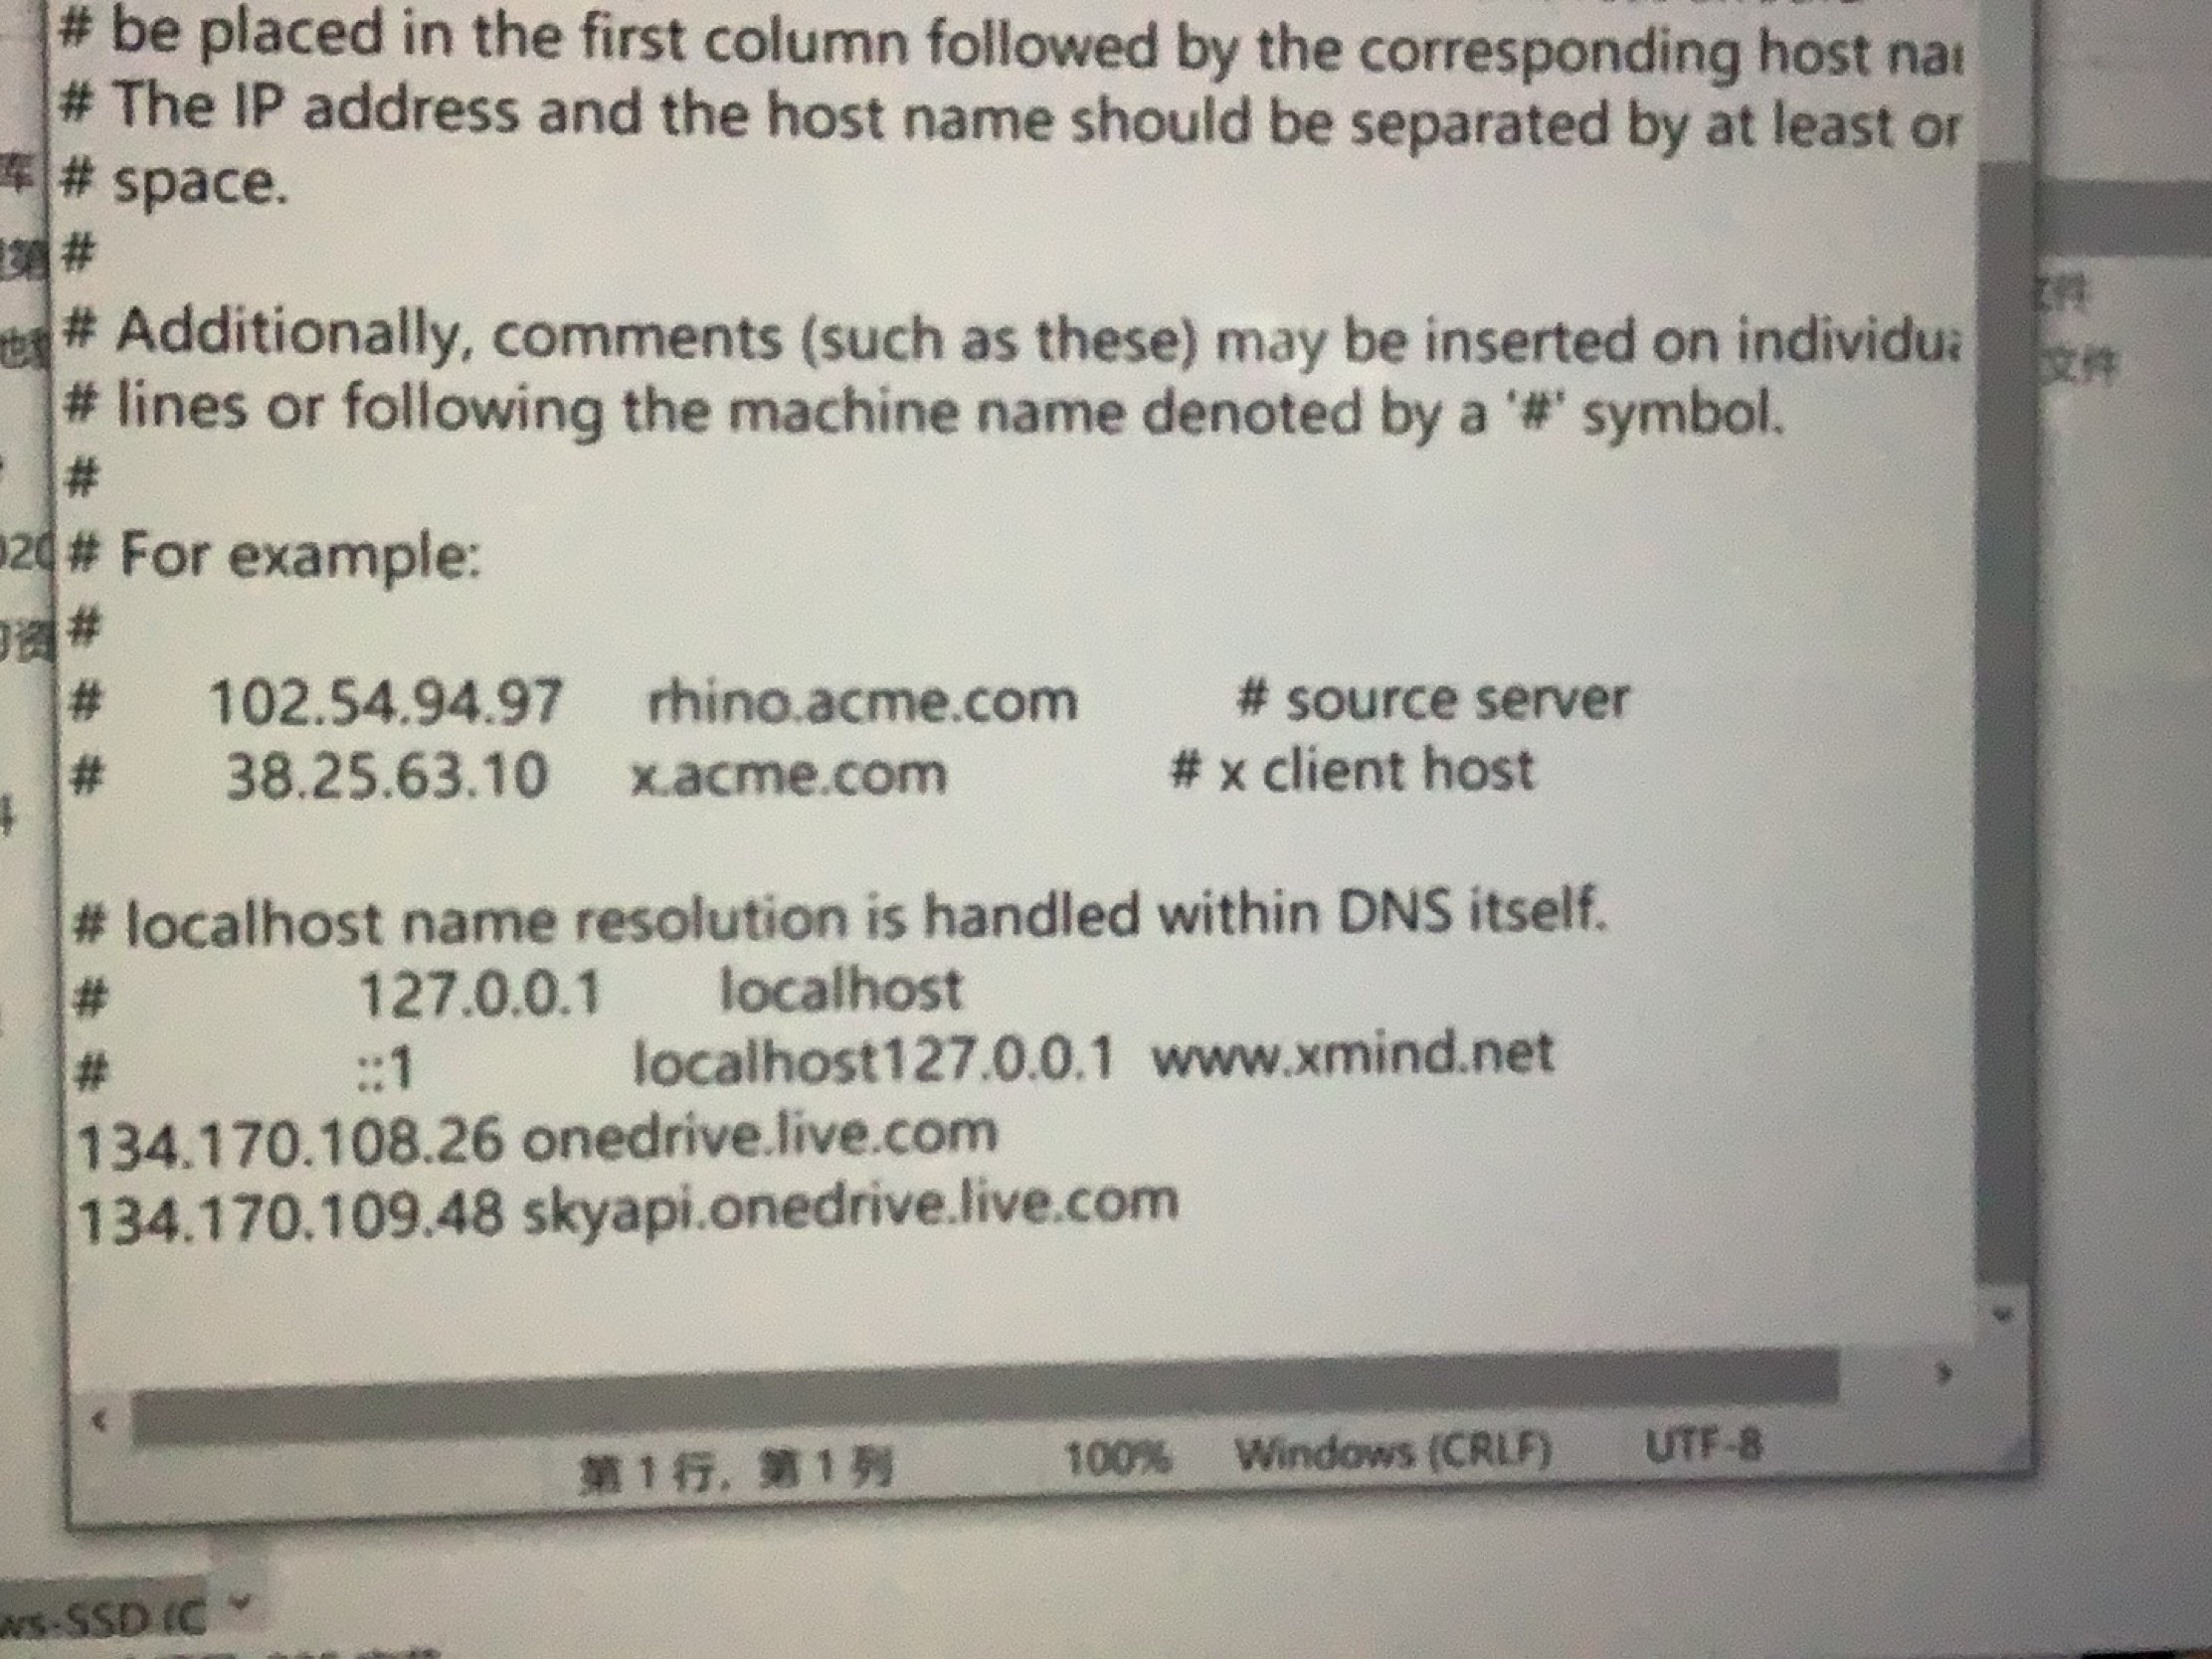 # be placed in the first column followed by the corresponding host
# The IP address and the host name should be separated by at least
# space.
#
# Additionally, comments (such as these) may be inserted on
# lines or following the machine name denoted by a '#' symbol.
#
# For example:
#
# 102.54.94.97 rhino.acme.com # source server
# 38.25.63.10 x.acme.com # x client host
# localhost name resolution is handled within DNS itself.
# 127.0.0.1 localhost
# ::1 localhost127.0.0.1 www.xmind.net
134.170.108.26 onedrive.live.com
134.170.109.48 skyapi.onedrive.live.com
第 1 行，第 1 列 100% Windows (CRLF) UTF-8
文件
ws-SSD (C